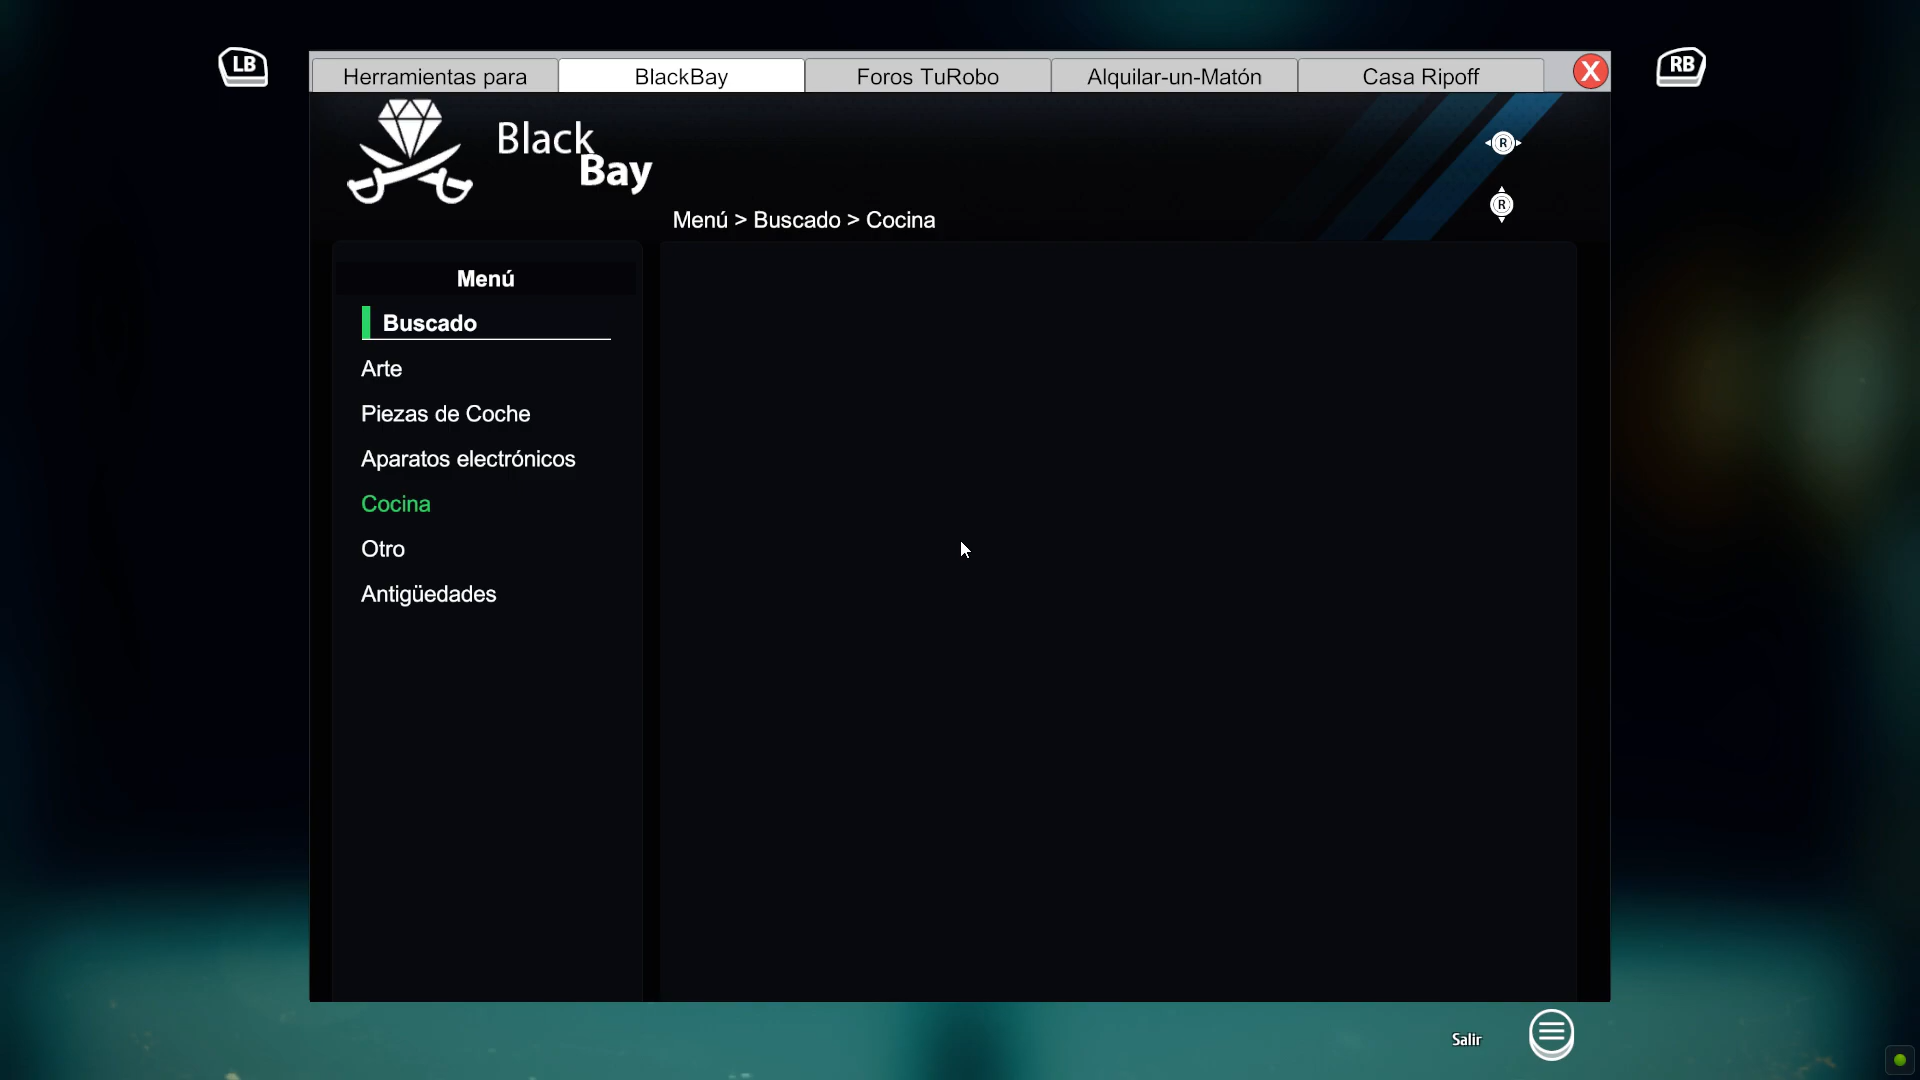 LB
RB
Herramientas para
BlackBay
Foros TuRobo
Alquilar-un-Matón
Casa Ripoff
X
Black
Bay
R
R
Menú > Buscado > Cocina
Menú
Buscado
Arte
Piezas de Coche
Aparatos electrónicos
Cocina
Otro
Antigüedades
Salir